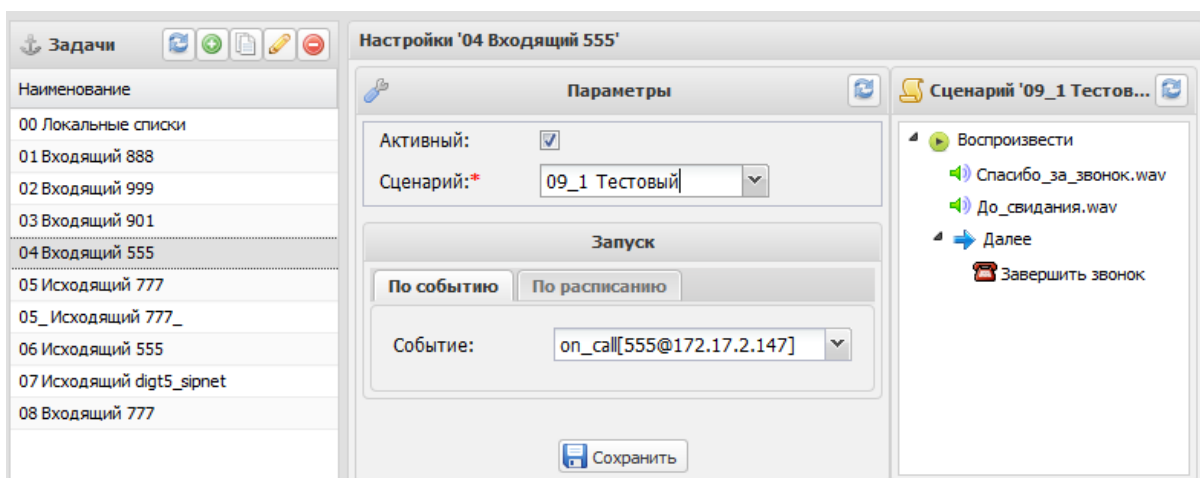 Задачи
Наименование
00 Локальные списки
01 Входящий 888
02 Входящий 999
03 Входящий 901
04 Входящий 555
05 Исходящий 777
05_ Исходящий 777_
06 Исходящий 555
07 Исходящий digt5_sipnet
08 Входящий 777
Настройки '04 Входящий 555'
Параметры
Активный:
Сценарий:* 09_1 Тестовый
Запуск
По событию По расписанию
Событие: on_call[555@172.17.2.147]
Сохранить
Сценарий '09_1 Тестов...
Воспроизвести
Спасибо_за_звонок.wav
До_свидания.wav
Далее
Завершить звонок